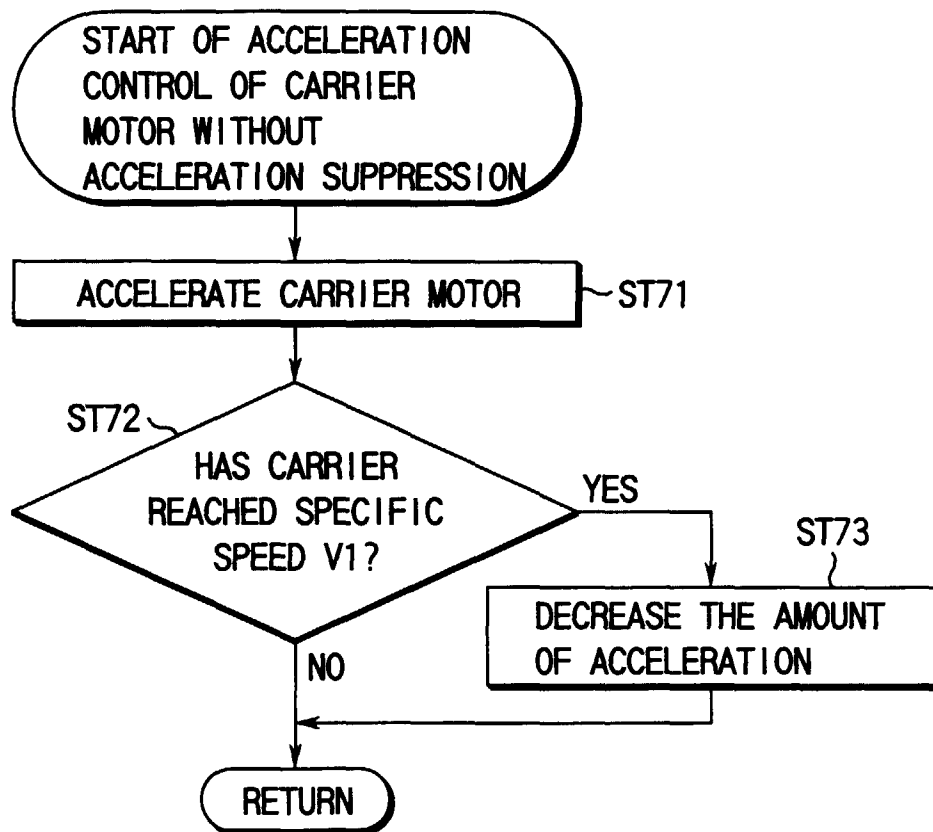 START OF ACCELERATION
CONTROL OF CARRIER
MOTOR WITHOUT
ACCELERATION SUPPRESSION
ACCELERATE CARRIER MOTOR
ST71
ST72
HAS CARRIER
REACHED SPECIFIC
SPEED V1?
YES
ST73
DECREASE THE AMOUNT
OF ACCELERATION
NO
RETURN